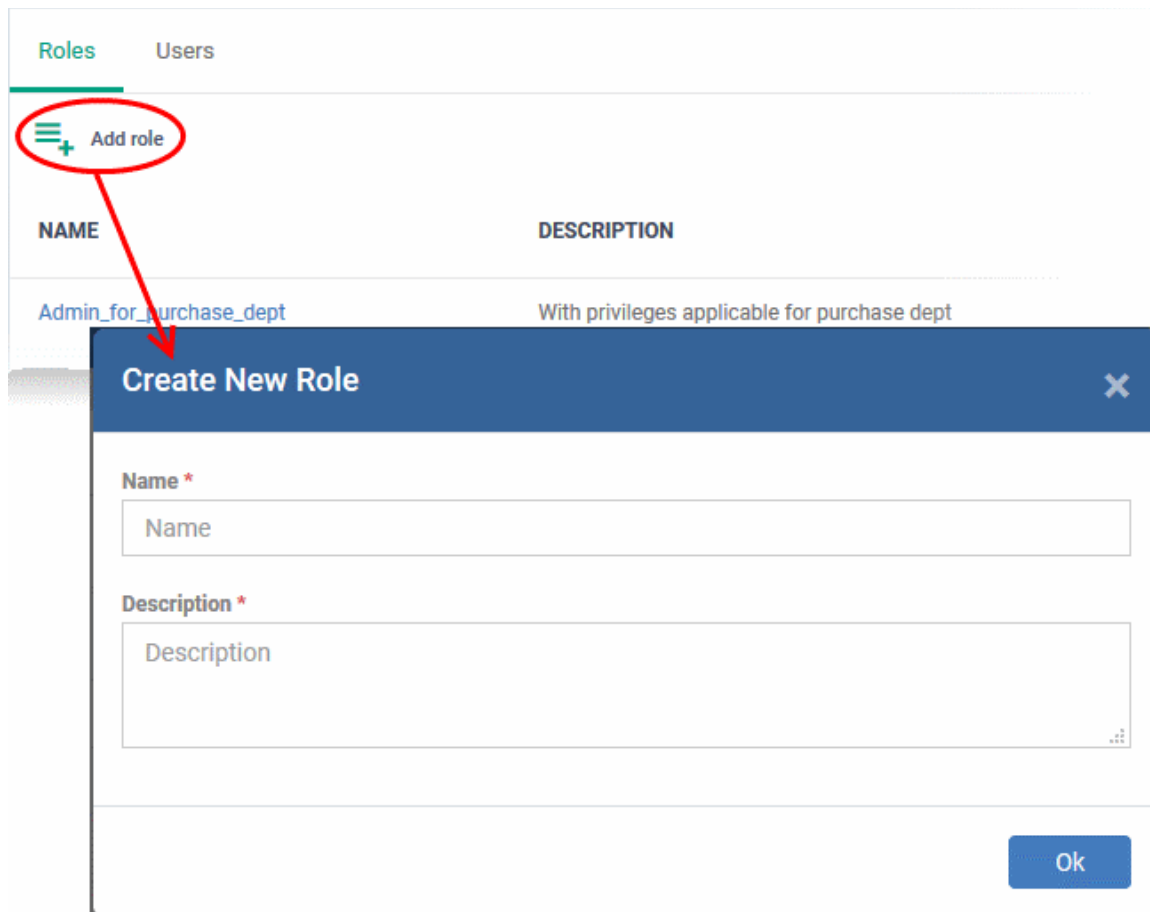 Roles Users
Add role
NAME DESCRIPTION
Admin_for_purchase_dept With privileges applicable for purchase dept
Create New Role
Name *
Name
Description *
Description
Ok